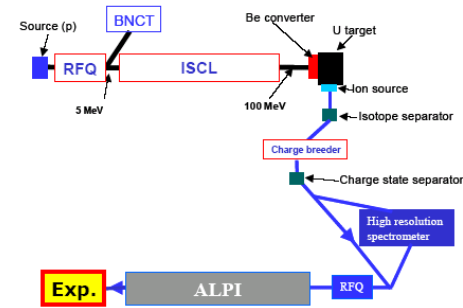 Source (p)
BNCT
Be converter
U target
RFQ
ISCL
5 MeV
100 MeV
Ion source
Isotope separator
Charge breeder
Charge state separator
High resolution
spectrometer
Exp.
ALPI
RFQ